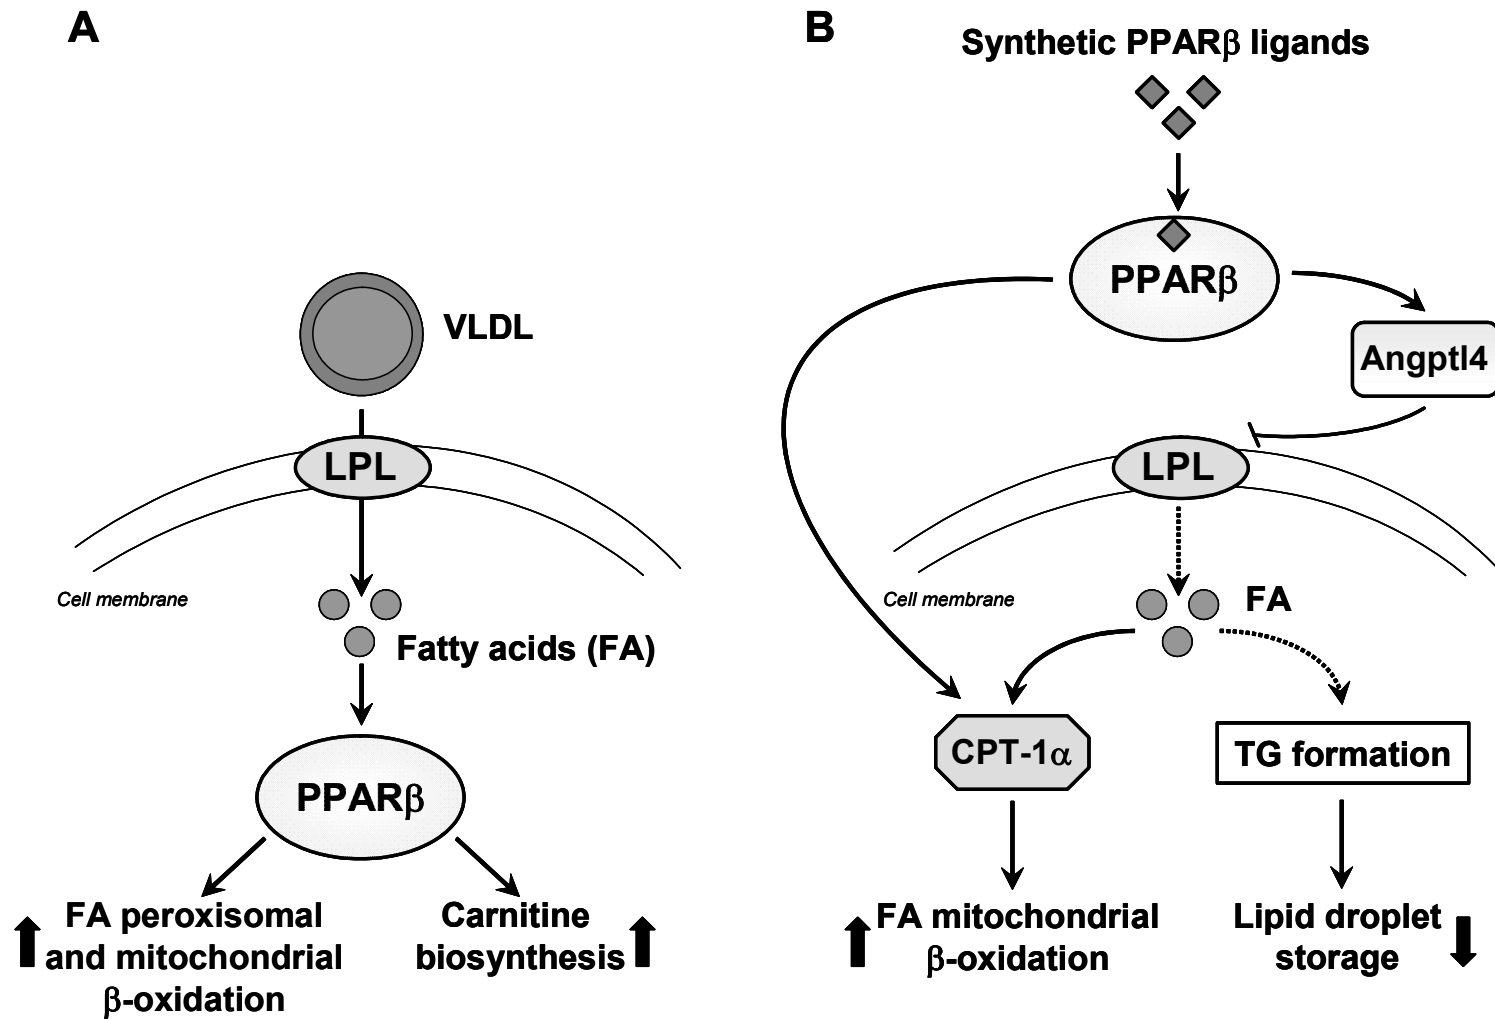 A
VLDL
LPL
Cell membrane
Fatty acids (FA)
PPARβ
FA peroxisomal
and mitochondrial
β-oxidation
Carnitine
biosynthesis
B
Synthetic PPARβ ligands
PPARβ
Angptl4
LPL
Cell membrane
FA
CPT-1α
TG formation
FA mitochondrial
β-oxidation
Lipid droplet
storage